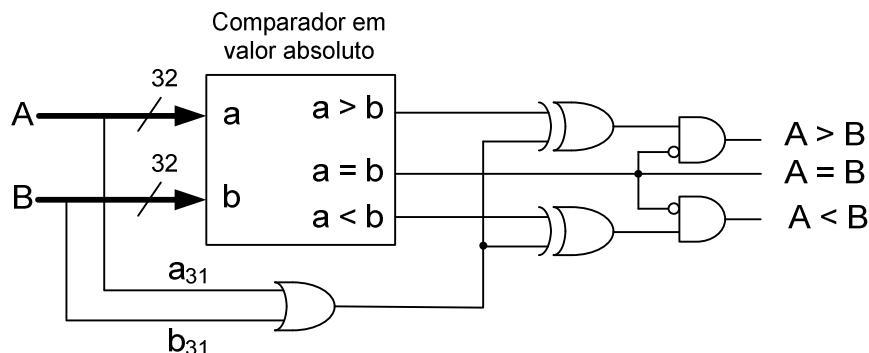 Comparador em
valor absoluto
32
A
a
a > b
A > B
32
a = b
A = B
B
b
a < b
A < B
a31
b31